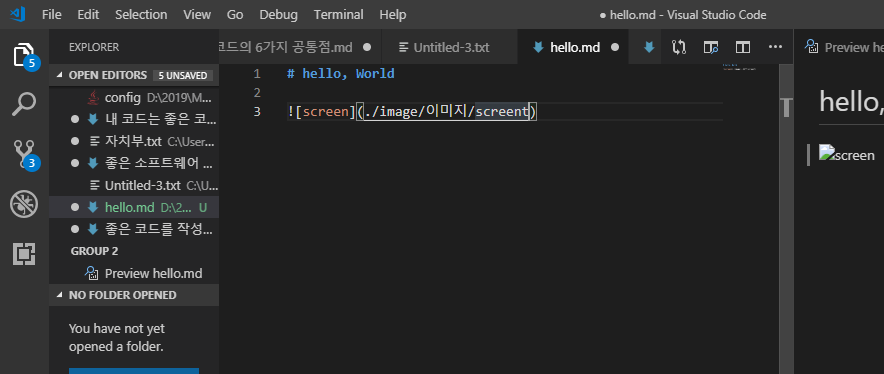 File Edit View Go Debug Terminal Help
● hello.md - Visual Studio Code
EXPLORER
코드의 6가지 공통점.md
Untitled-3.txt
hello.md
Preview hello.md
OPEN EDITORS 5 UNSAVED
config D:\2019\M...
내 코드는 좋은 코...
자치부.txt C:\User...
좋은 소프트웨어 ...
Untitled-3.txt C:\U...
hello.md D:\2... U
좋은 코드를 작성...
GROUP 2
Preview hello.md
NO FOLDER OPENED
You have not yet
opened a folder.
5
3
1 # hello, World
2
3 ![screen](./image/이미지/screent)
hello,
screen